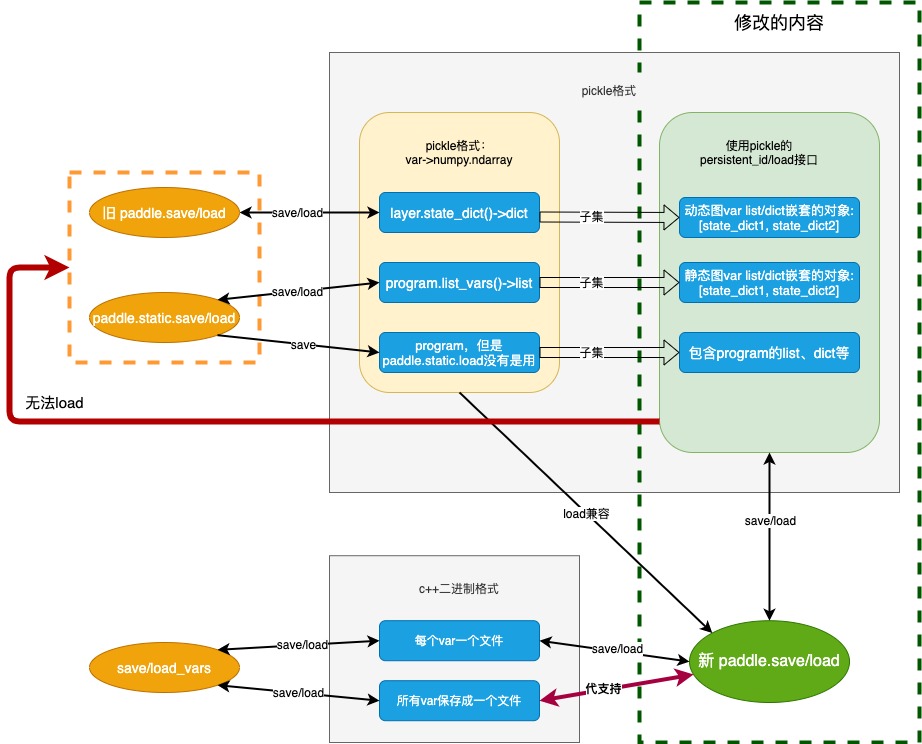 修改的内容
pickle格式
pickle格式：
var->numpy.ndarray
使用pickle的
persistent_id/load接口
旧 paddle.save/load
save/load
layer.state_dict()->dict
子集
动态图var list/dict嵌套的对象:
[state_dict1, state_dict2]
paddle.static.save/load
save/load
program.list_vars()->list
子集
静态图var list/dict嵌套的对象:
[state_dict1, state_dict2]
save
program，但是
paddle.static.load没有是用
子集
包含program的list、dict等
无法load
load兼容
save/load
c++二进制格式
save/load_vars
save/load
每个var一个文件
save/load
新 paddle.save/load
save/load
所有var保存成一个文件
代支持